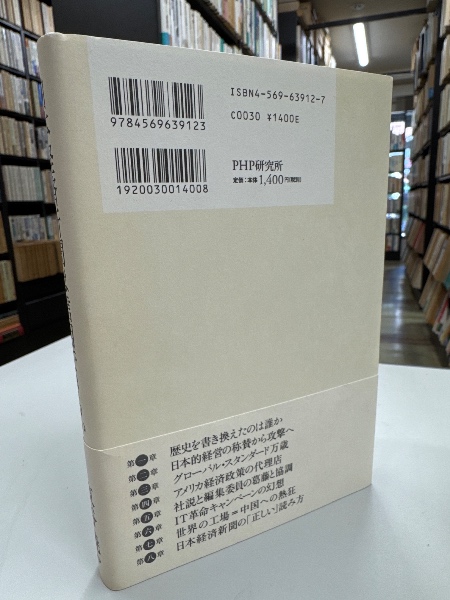 ISBN4-569-63912-7
C0030 ¥1400E
9784569639123
1920030014008
PHP研究所
定価:本体1,400円(税別)
第一章 歴史を書き換えたのは誰か
第二章 日本的経営の称賛から攻撃へ
第三章 グローバル・スタンダード万歳
第四章 アメリカ経済政策の代理店
第五章 社説と編集委員の葛藤と協調
第六章 IT革命キャンペーンの幻想
第七章 世界の工場=中国への熱狂
第八章 日本経済新聞の「正しい」読み方